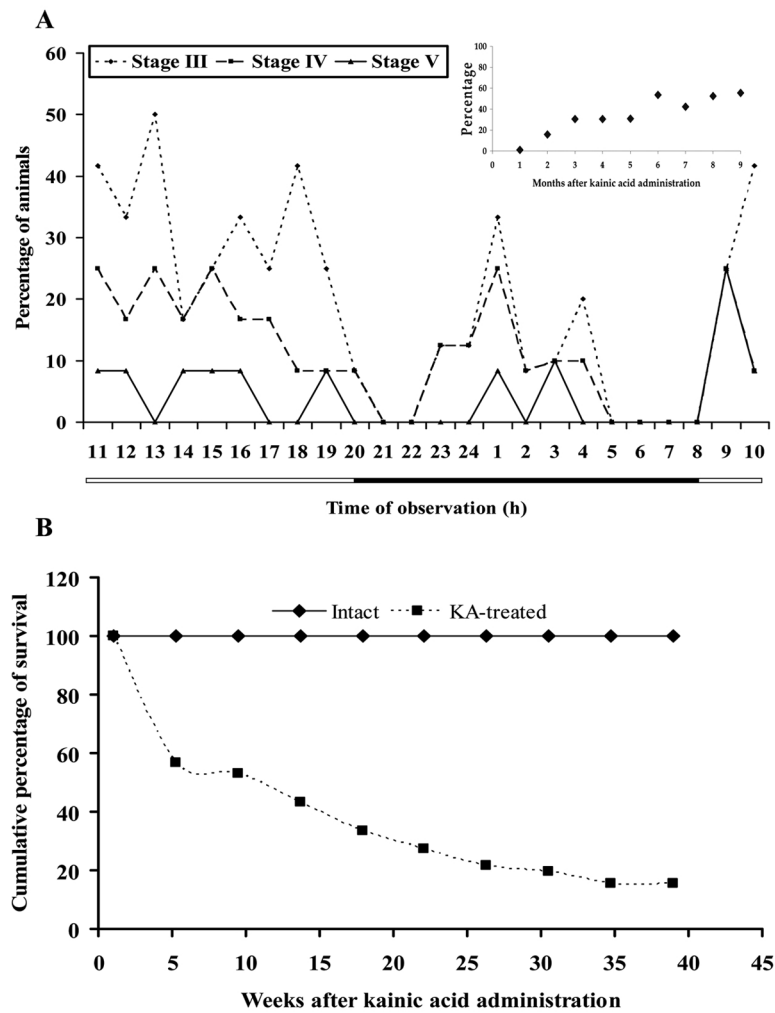 A
Stage III Stage IV Stage V
60
50
40
30
20
10
0
Percentage of animals
11 12 13 14 15 16 17 18 19 20 21 22 23 24 1 2 3 4 5 6 7 8 9 10
Time of observation (h)
100
80
60
40
20
0
Percentage
0 1 2 3 4 5 6 7 8 9
Months after kainic acid administration
B
Intact KA-treated
120
100
80
60
40
20
0
Cumulative percentage of survival
0 5 10 15 20 25 30 35 40 45
Weeks after kainic acid administration